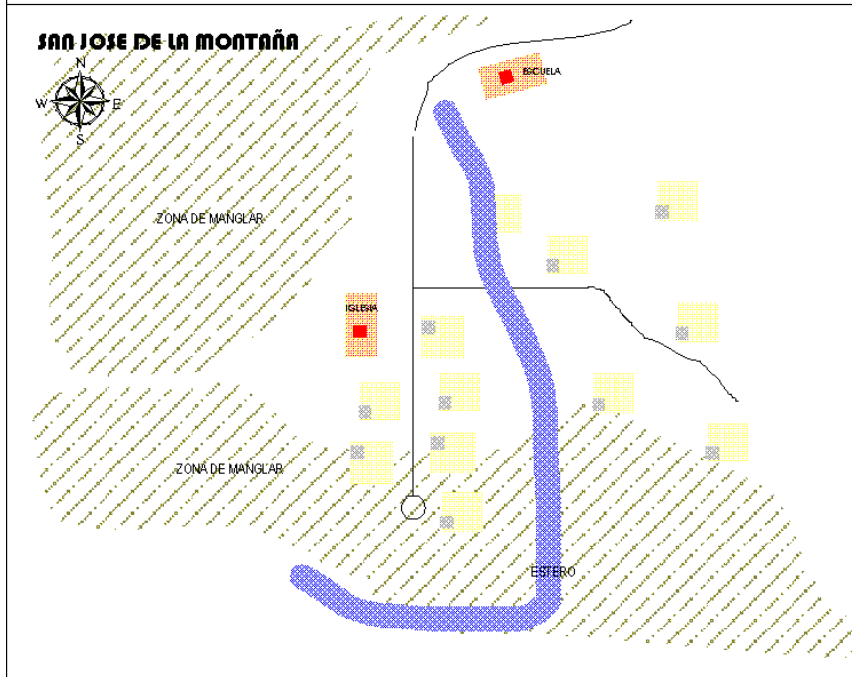 SAN JOSE DE LA MONTAÑA
N
W E
S
ESCUELA
ZONA DE MANGLAR
IGLESIA
ZONA DE MANGLAR
ESTERO